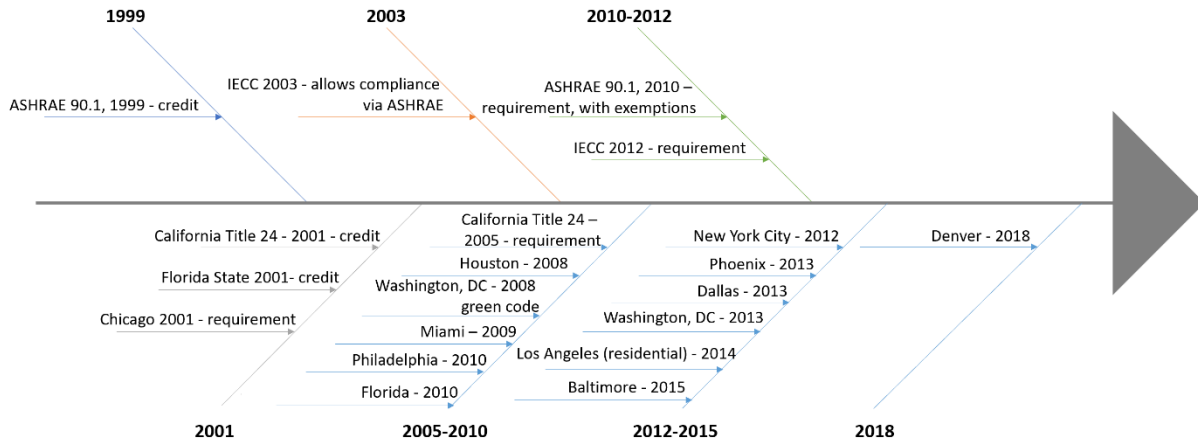 1999
2003
2010-2012
ASHRAE 90.1, 1999 - credit
IECC 2003 - allows compliance
via ASHRAE
ASHRAE 90.1, 2010 –
requirement, with exemptions
IECC 2012 - requirement
California Title 24 - 2001 - credit
Florida State 2001- credit
Chicago 2001 - requirement
California Title 24 –
2005 - requirement
Houston - 2008
Washington, DC - 2008
green code
Miami – 2009
Philadelphia - 2010
Florida - 2010
New York City - 2012
Phoenix - 2013
Dallas - 2013
Washington, DC - 2013
Los Angeles (residential) - 2014
Baltimore - 2015
Denver - 2018
2001
2005-2010
2012-2015
2018